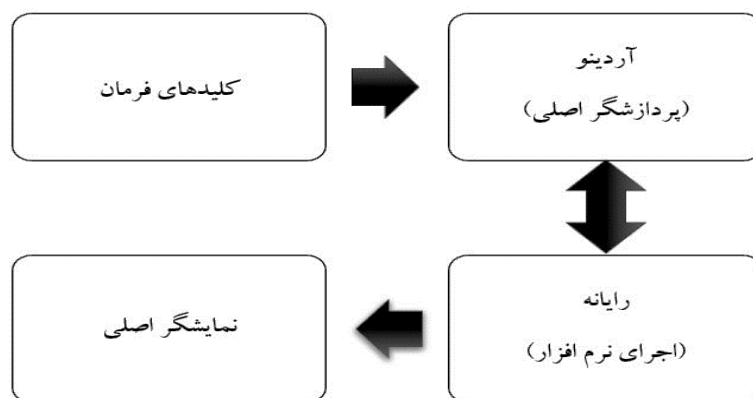 کلیدهای فرمان
آردینو
(پردازشگر اصلی)
رایانه
(اجرای نرم افزار)
نمایشگر اصلی